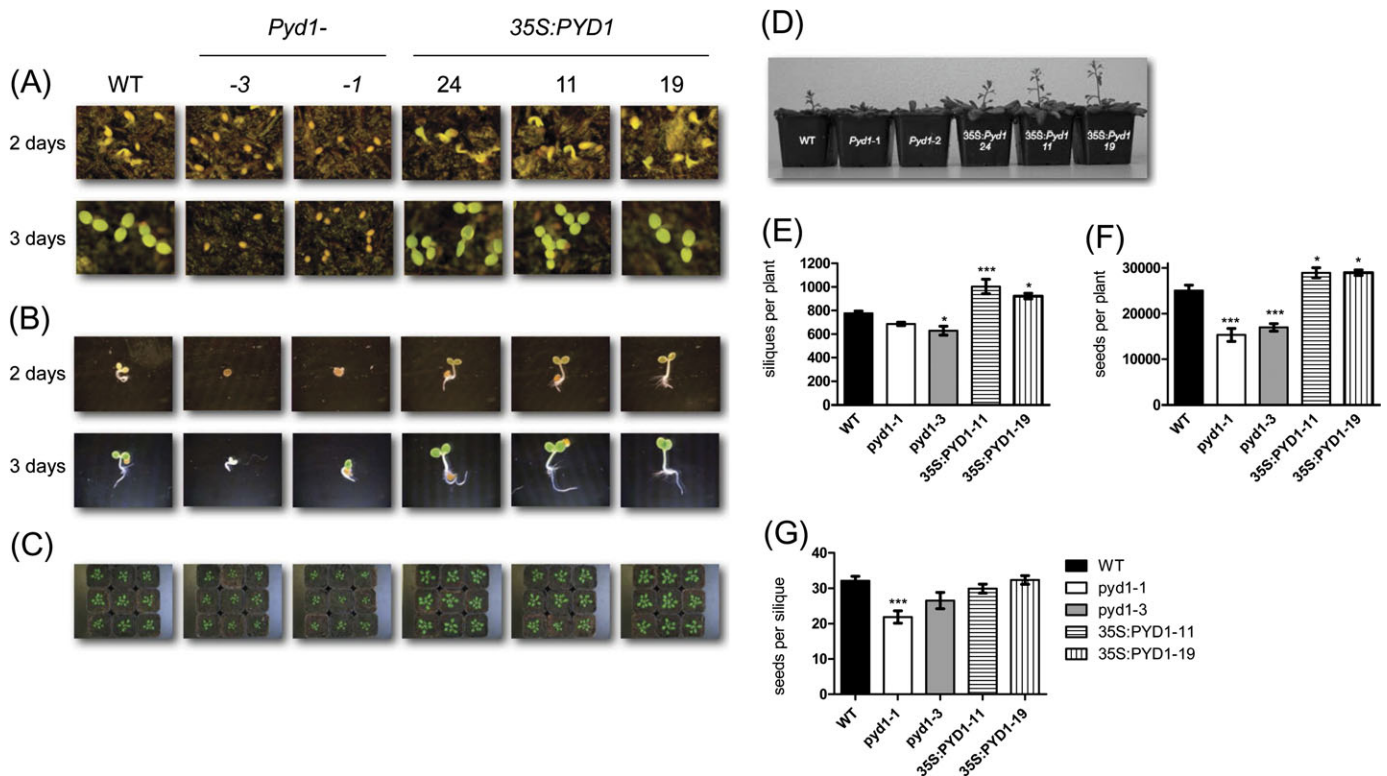 Pyd1-
35S:PYD1
(A)
WT
-3
-1
24
11
19
2 days
3 days
(B)
2 days
3 days
(C)
(D)
WT
Pyd1-1
Pyd1-2
35S:Pyd1
24
35S:Pyd1
11
35S:Pyd1
19
(E)
siliques per plant
1200
1000
800
600
400
200
0
*
***
*
WT
pyd1-1
pyd1-3
35S:PYD1-11
35S:PYD1-19
(F)
seeds per plant
30000
20000
10000
0
***
***
*
*
WT
pyd1-1
pyd1-3
35S:PYD1-11
35S:PYD1-19
(G)
seeds per silique
40
30
20
10
0
***
WT
pyd1-1
pyd1-3
35S:PYD1-11
35S:PYD1-19
WT
pyd1-1
pyd1-3
35S:PYD1-11
35S:PYD1-19